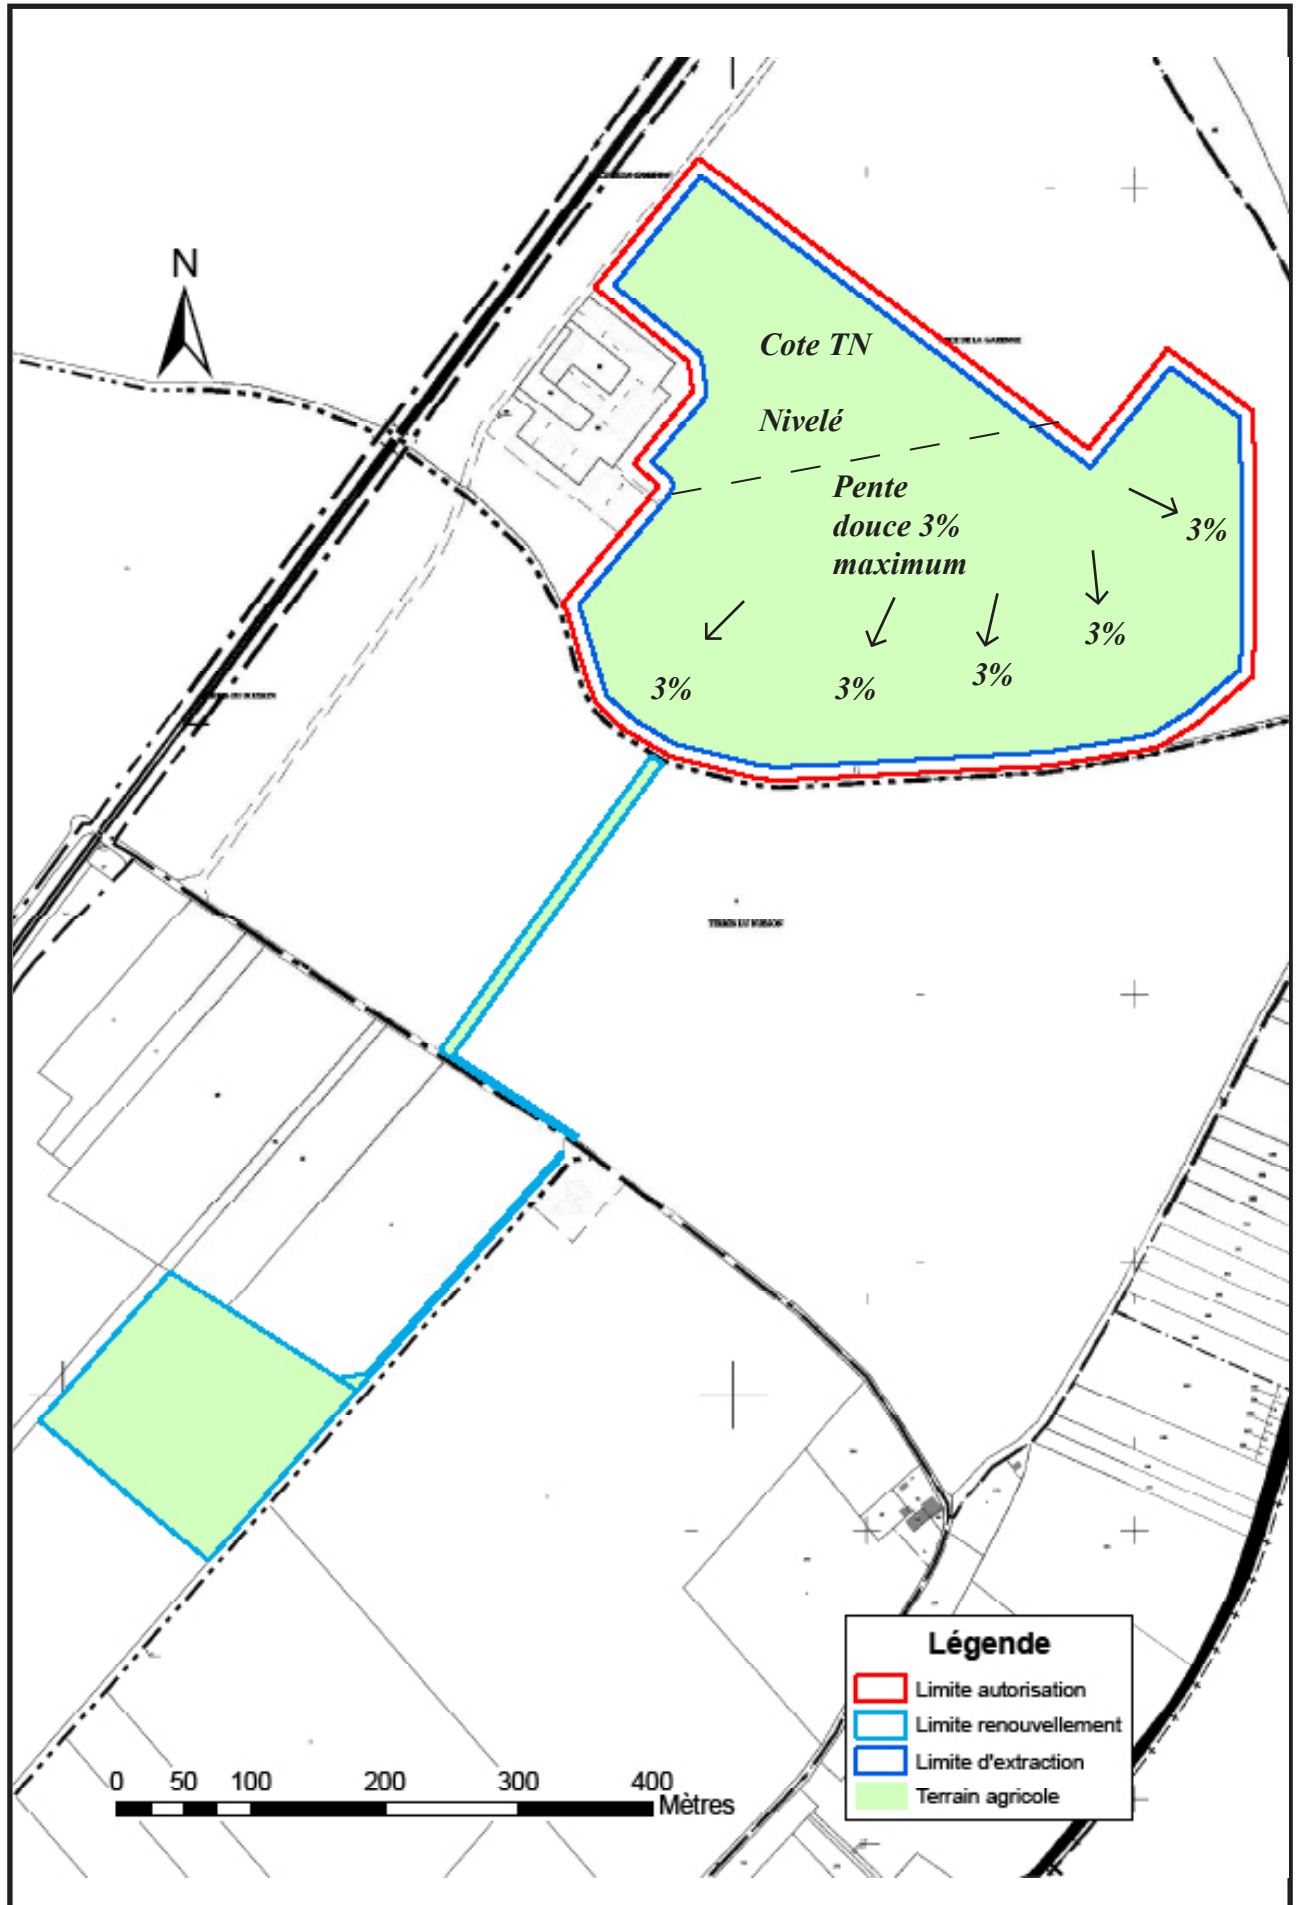 N
Cote TN
Nivelé
Pente
douce 3%
maximum
3%
3%
3%
3%
3%
Légende
Limite autorisation
Limite renouvellement
Limite d'extraction
Terrain agricole
0 50 100 200 300 400
Mètres